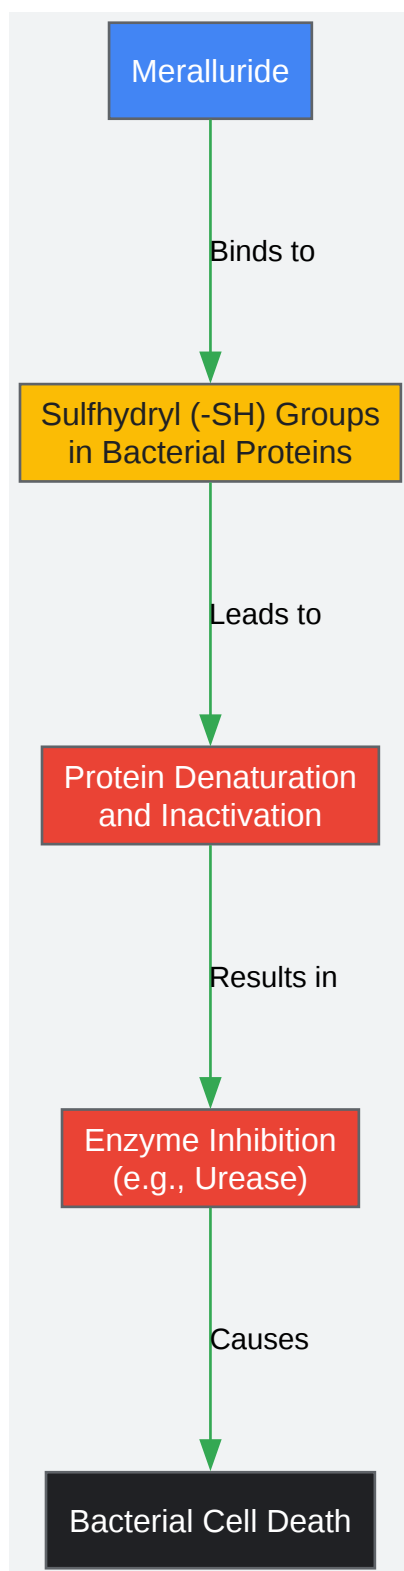 Meralluride
Binds to
Sulfhydryl (-SH) Groups
in Bacterial Proteins
Leads to
Protein Denaturation
and Inactivation
Results in
Enzyme Inhibition
(e.g., Urease)
Causes
Bacterial Cell Death